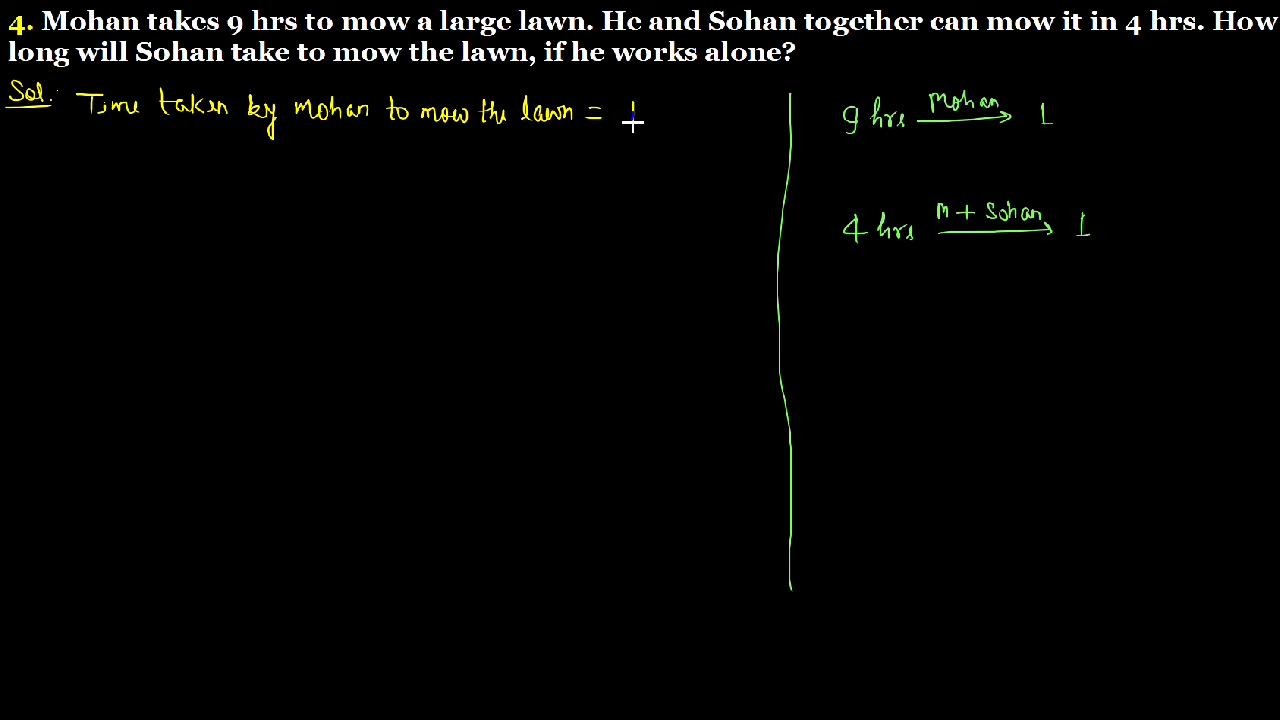 4. Mohan takes 9 hrs to mow a large lawn. He and Sohan together can mow it in 4 hrs. How
long will Sohan take to mow the lawn, if he works alone?
Sol:
Time taken by mohan to mow the lawn =
9 hrs Mohan → 1
4 hrs M + Sohan → 1